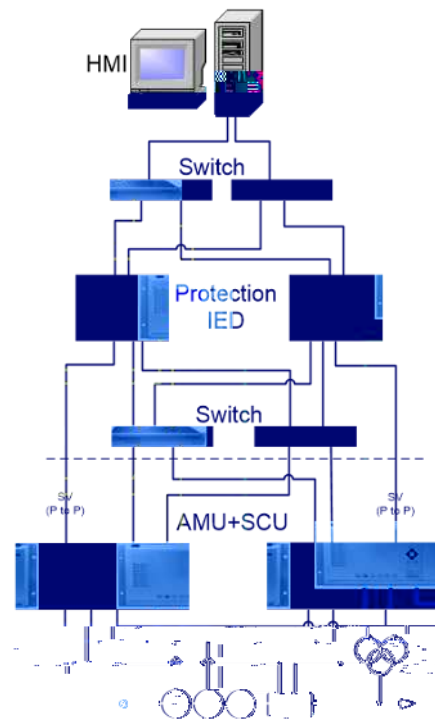 HMI
Switch
Protection
IED
Switch
SV
(P to P)
SV
(P to P)
AMU+SCU